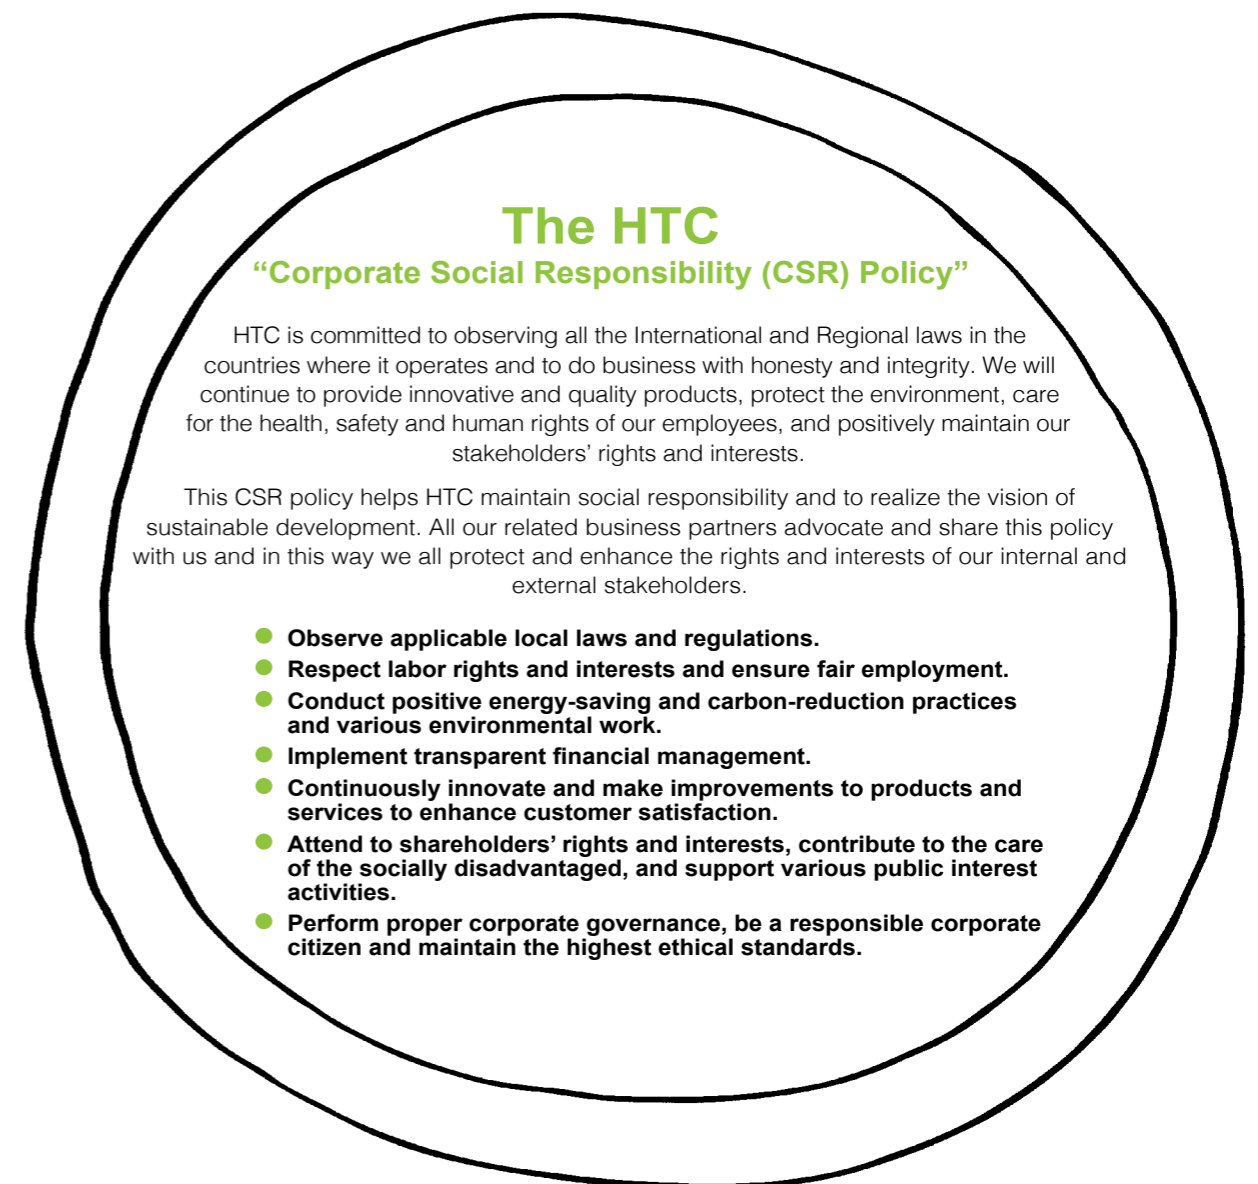 The HTC
“Corporate Social Responsibility (CSR) Policy”
HTC is committed to observing all the International and Regional laws in the
countries where it operates and to do business with honesty and integrity. We will
continue to provide innovative and quality products, protect the environment, care
for the health, safety and human rights of our employees, and positively maintain our
stakeholders’ rights and interests.
This CSR policy helps HTC maintain social responsibility and to realize the vision of
sustainable development. All our related business partners advocate and share this policy
with us and in this way we all protect and enhance the rights and interests of our internal and
external stakeholders.
● Observe applicable local laws and regulations.
● Respect labor rights and interests and ensure fair employment.
● Conduct positive energy-saving and carbon-reduction practices
and various environmental work.
● Implement transparent financial management.
● Continuously innovate and make improvements to products and
services to enhance customer satisfaction.
● Attend to shareholders’ rights and interests, contribute to the care
of the socially disadvantaged, and support various public interest
activities.
● Perform proper corporate governance, be a responsible corporate
citizen and maintain the highest ethical standards.